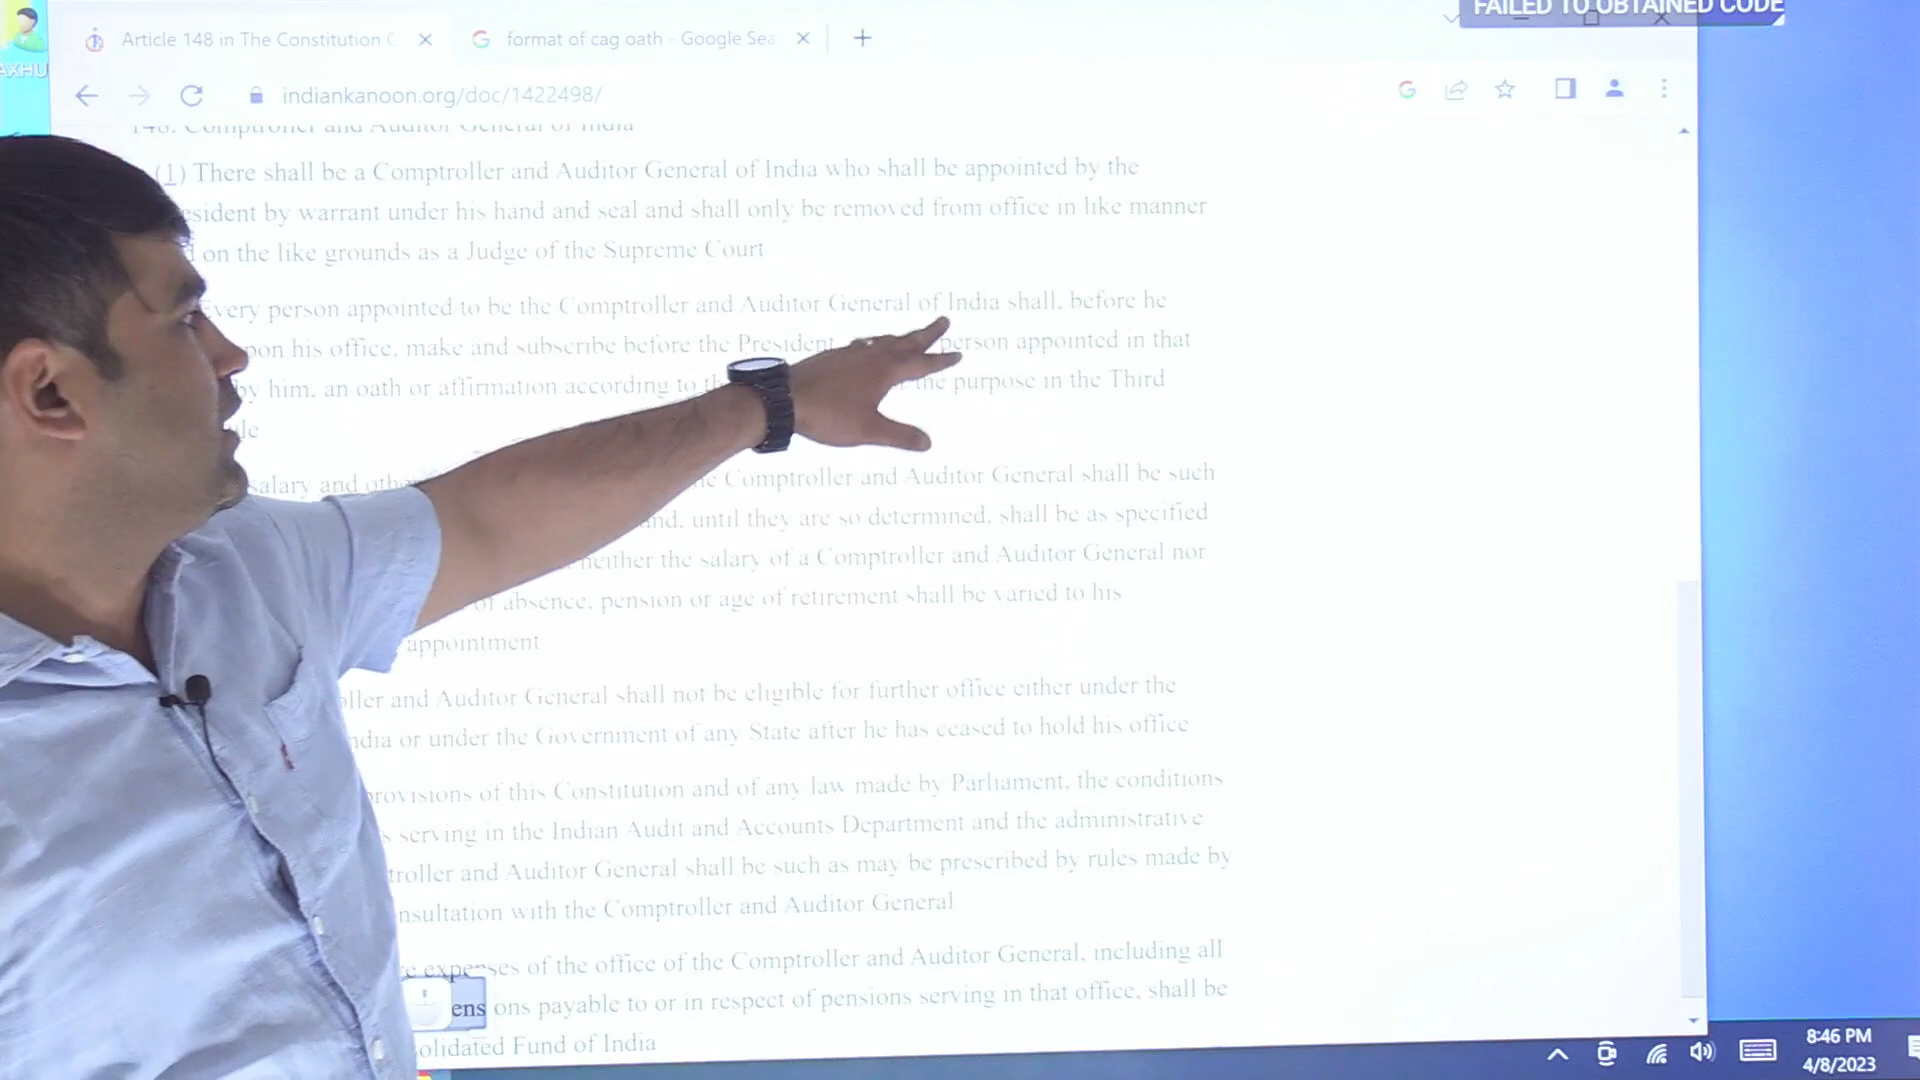 FAILED TO OBTAINED CODE
Article 148 in The Constitution
format of cag oath - Google Sea
AXHU
indiankanoon.org/doc/1422498/
148. Comptroller and Auditor General of India
(1) There shall be a Comptroller and Auditor General of India who shall be appointed by the
esident by warrant under his hand and seal and shall only be removed from office in like manner
d on the like grounds as a Judge of the Supreme Court
Every person appointed to be the Comptroller and Auditor General of India shall, before he
pon his office, make and subscribe before the President person appointed in that
by him, an oath or affirmation according to the purpose in the Third
le
salary and othe Comptroller and Auditor General shall be such
and, until they are so determined, shall be as specified
neither the salary of a Comptroller and Auditor General nor
of absence, pension or age of retirement shall be varied to his
appointment
ller and Auditor General shall not be eligible for further office either under the
ndia or under the Government of any State after he has ceased to hold his office
provisions of this Constitution and of any law made by Parliament, the conditions
s serving in the Indian Audit and Accounts Department and the administrative
troller and Auditor General shall be such as may be prescribed by rules made by
nsultation with the Comptroller and Auditor General
e expenses of the office of the Comptroller and Auditor General, including all
ens ons payable to or in respect of pensions serving in that office, shall be
olidated Fund of India
8:46 PM
4/8/2023